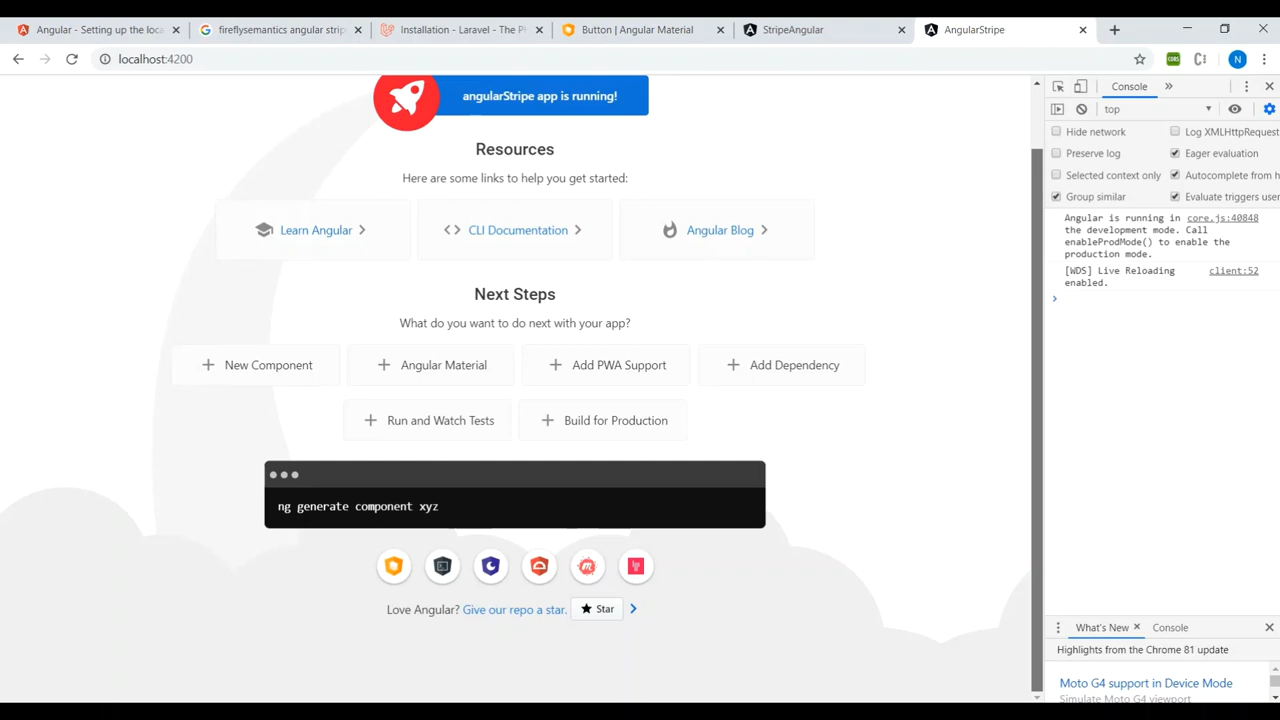 Angular - Setting up the loca
fireflysemantics angular strip
Installation - Laravel - The P
Button | Angular Material
StripeAngular
AngularStripe
localhost:4200
N
angularStripe app is running!
Resources
Here are some links to help you get started:
Learn Angular
CLI Documentation
Angular Blog
Next Steps
What do you want to do next with your app?
New Component
Angular Material
Add PWA Support
Add Dependency
Run and Watch Tests
Build for Production
ng generate component xyz
Love Angular? Give our repo a star. Star
Console
top
Hide network
Log XMLHttpRequest
Preserve log
Eager evaluation
Selected context only
Autocomplete from h
Group similar
Evaluate triggers user
Angular is running in core.js:40848
the development mode. Call
enableProdMode() to enable the
production mode.
[WDS] Live Reloading client:52
enabled.
What's New
Console
Highlights from the Chrome 81 update
Moto G4 support in Device Mode
Simulate Moto G4 viewport